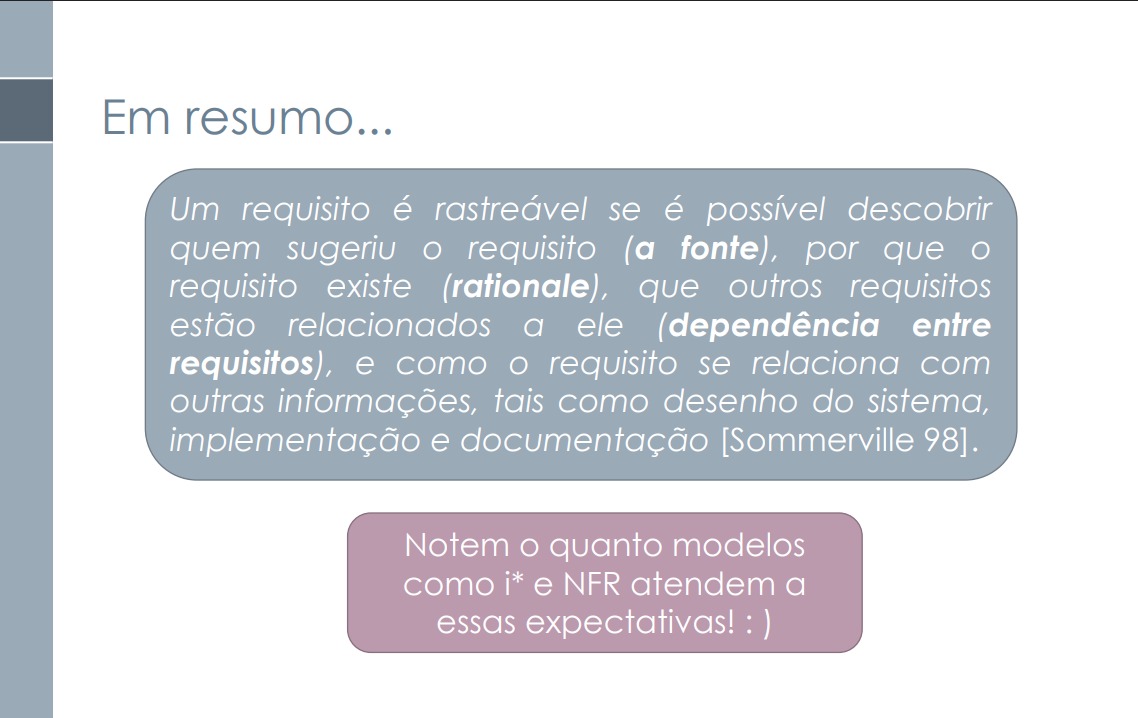 Em resumo...
Um requisito é rastreável se é possível descobrir
quem sugeriu o requisito (a fonte), por que o
requisito existe (rationale), que outros requisitos
estão relacionados a ele (dependência entre
requisitos), e como o requisito se relaciona com
outras informações, tais como desenho do sistema,
implementação e documentação [Sommerville 98].
Notem o quanto modelos
como i* e NFR atendem a
essas expectativas! : )